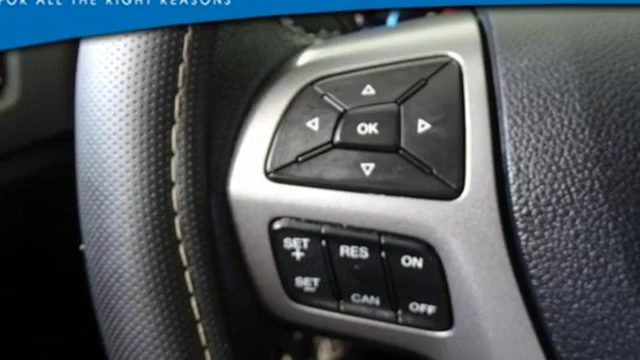 FOR ALL THE RIGHT REASONS
OK
SET
+
RES
ON
SET
-
CAN
OFF